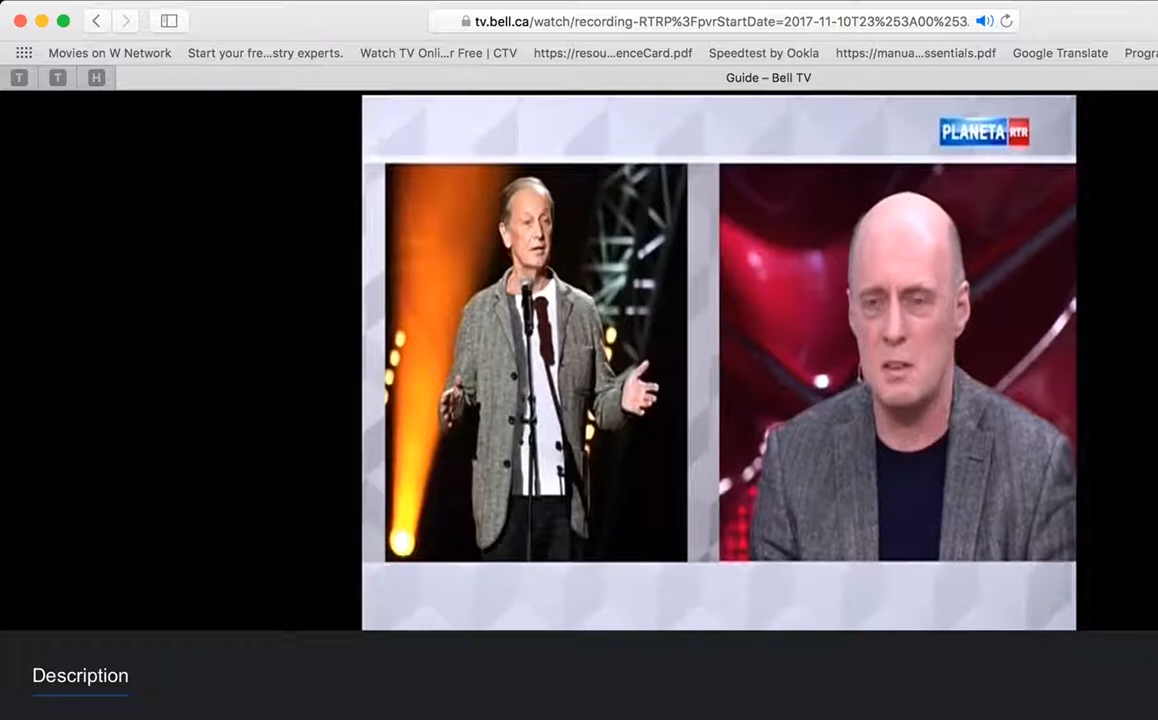 tv.bell.ca/watch/recording-RTRP%3FpvrStartDate=2017-11-10T23%253A00%253.
Movies on W Network Start your fre...stry experts. Watch TV Onli...r Free | CTV https://resou...enceCard.pdf Speedtest by Ookla https://manua...ssentials.pdf Google Translate Progra
T T H Guide – Bell TV
PLANETA RTR
Description